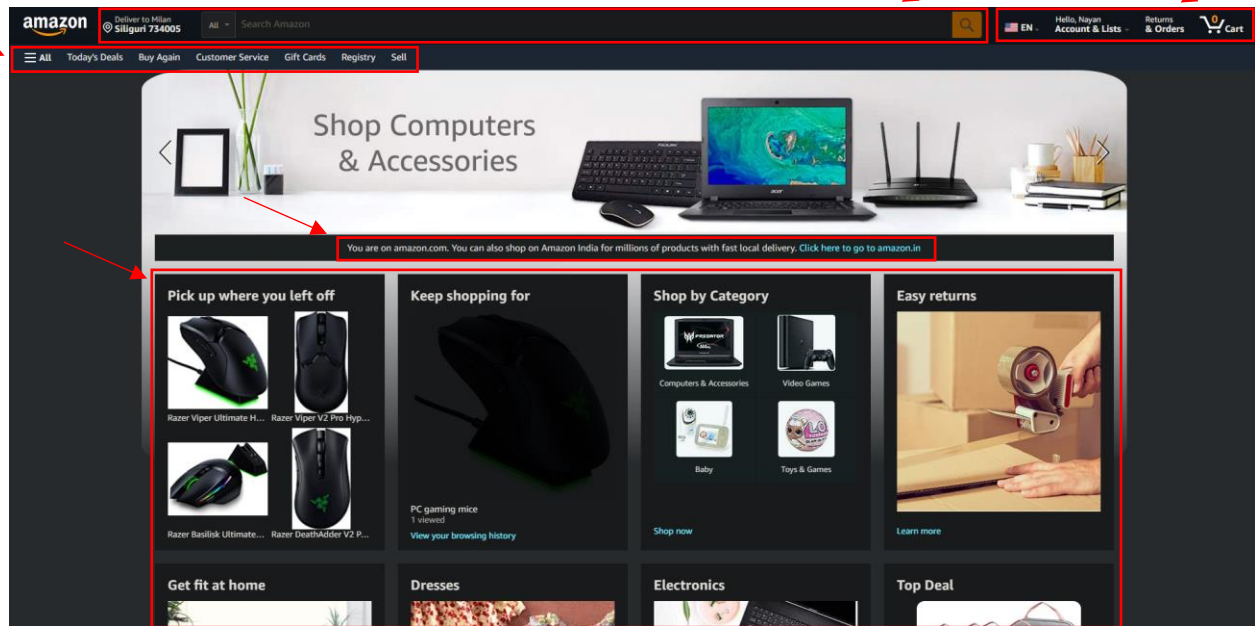 amazon
Deliver to Milan
Siliguri 734005
All
Search Amazon
EN
Hello, Nayan
Account & Lists
Returns
& Orders
0
Cart
All
Today's Deals
Buy Again
Customer Service
Gift Cards
Registry
Sell
Shop Computers
& Accessories
acer
You are on amazon.com. You can also shop on Amazon India for millions of products with fast local delivery. Click here to go to amazon.in
Pick up where you left off
Razer Viper Ultimate H...
Razer Viper V2 Pro Hyp...
Razer Basilisk Ultimate...
Razer DeathAdder V2 P...
Keep shopping for
PC gaming mice
1 viewed
View your browsing history
Shop by Category
PREDATOR
Computers & Accessories
Video Games
Baby
Toys & Games
Shop now
Easy returns
Learn more
Get fit at home
Dresses
Electronics
Top Deal